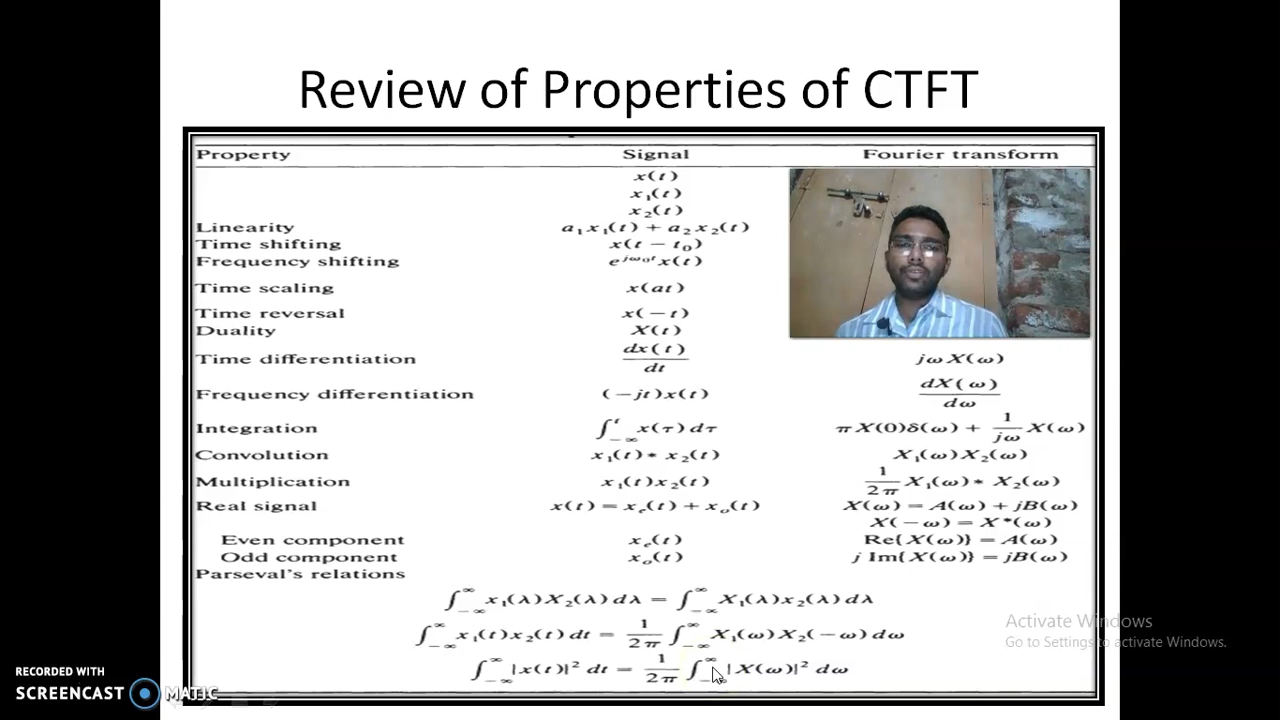 Review of Properties of CTFT
Property Signal Fourier transform
x(t)
x₁(t)
x₂(t)
Linearity a₁x₁(t) + a₂x₂(t)
Time shifting x(t − t₀)
Frequency shifting e^{jω₀t}x(t)
Time scaling x(at)
Time reversal x(−t)
Duality X(t)
Time differentiation dx(t)/dt jωX(ω)
Frequency differentiation (−jt)x(t) dX(ω)/dω
Integration ∫_{−∞}^{t} x(τ) dτ πX(0)δ(ω) + 1/jω X(ω)
Convolution x₁(t) * x₂(t) X₁(ω)X₂(ω)
Multiplication x₁(t)x₂(t) 1/2π X₁(ω) * X₂(ω)
Real signal x(t) = xₑ(t) + xₒ(t) X(ω) = A(ω) + jB(ω)
X(−ω) = X*(ω)
Even component xₑ(t) Re{X(ω)} = A(ω)
Odd component xₒ(t) j Im{X(ω)} = jB(ω)
Parseval's relations
∫_{−∞}^{∞} x₁(λ)X₂(λ) dλ = ∫_{−∞}^{∞} X₁(λ)x₂(λ) dλ
∫_{−∞}^{∞} x₁(t)x₂(t) dt = 1/2π ∫_{−∞}^{∞} X₁(ω)X₂(−ω) dω
∫_{−∞}^{∞} |x(t)|² dt = 1/2π ∫_{−∞}^{∞} |X(ω)|² dω
Activate Windows
Go to Settings to activate Windows.
RECORDED WITH
SCREENCAST MATIC